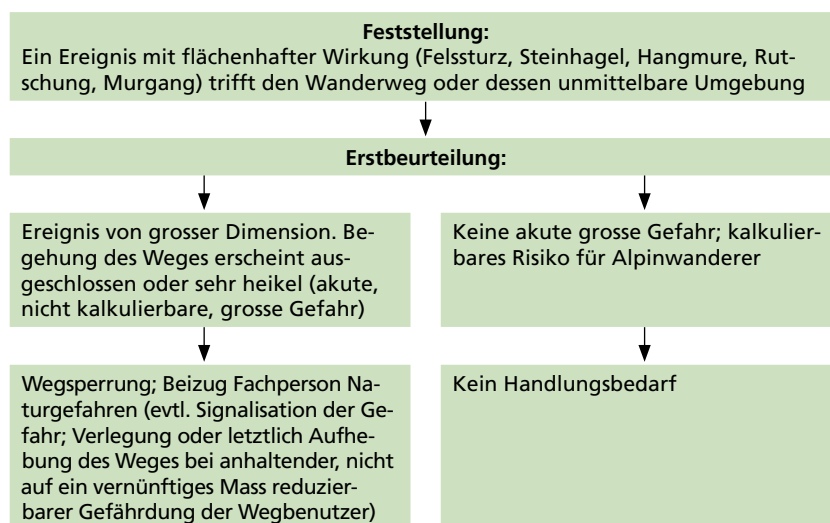 Feststellung:
Ein Ereignis mit flächenhafter Wirkung (Felssturz, Steinhagel, Hangmure, Rut-
schung, Murgang) trifft den Wanderweg oder dessen unmittelbare Umgebung
Erstbeurteilung:
Ereignis von grosser Dimension. Be-
gehung des Weges erscheint aus-
geschlossen oder sehr heikel (akute,
nicht kalkulierbare, grosse Gefahr)
Keine akute grosse Gefahr; kalkulier-
bares Risiko für Alpinwanderer
Wegsperrung; Beizug Fachperson Na-
turgefahren (evtl. Signalisation der Ge-
fahr; Verlegung oder letztlich Aufhe-
bung des Weges bei anhaltender, nicht
auf ein vernünftiges Mass reduzier-
barer Gefährdung der Wegbenutzer)
Kein Handlungsbedarf